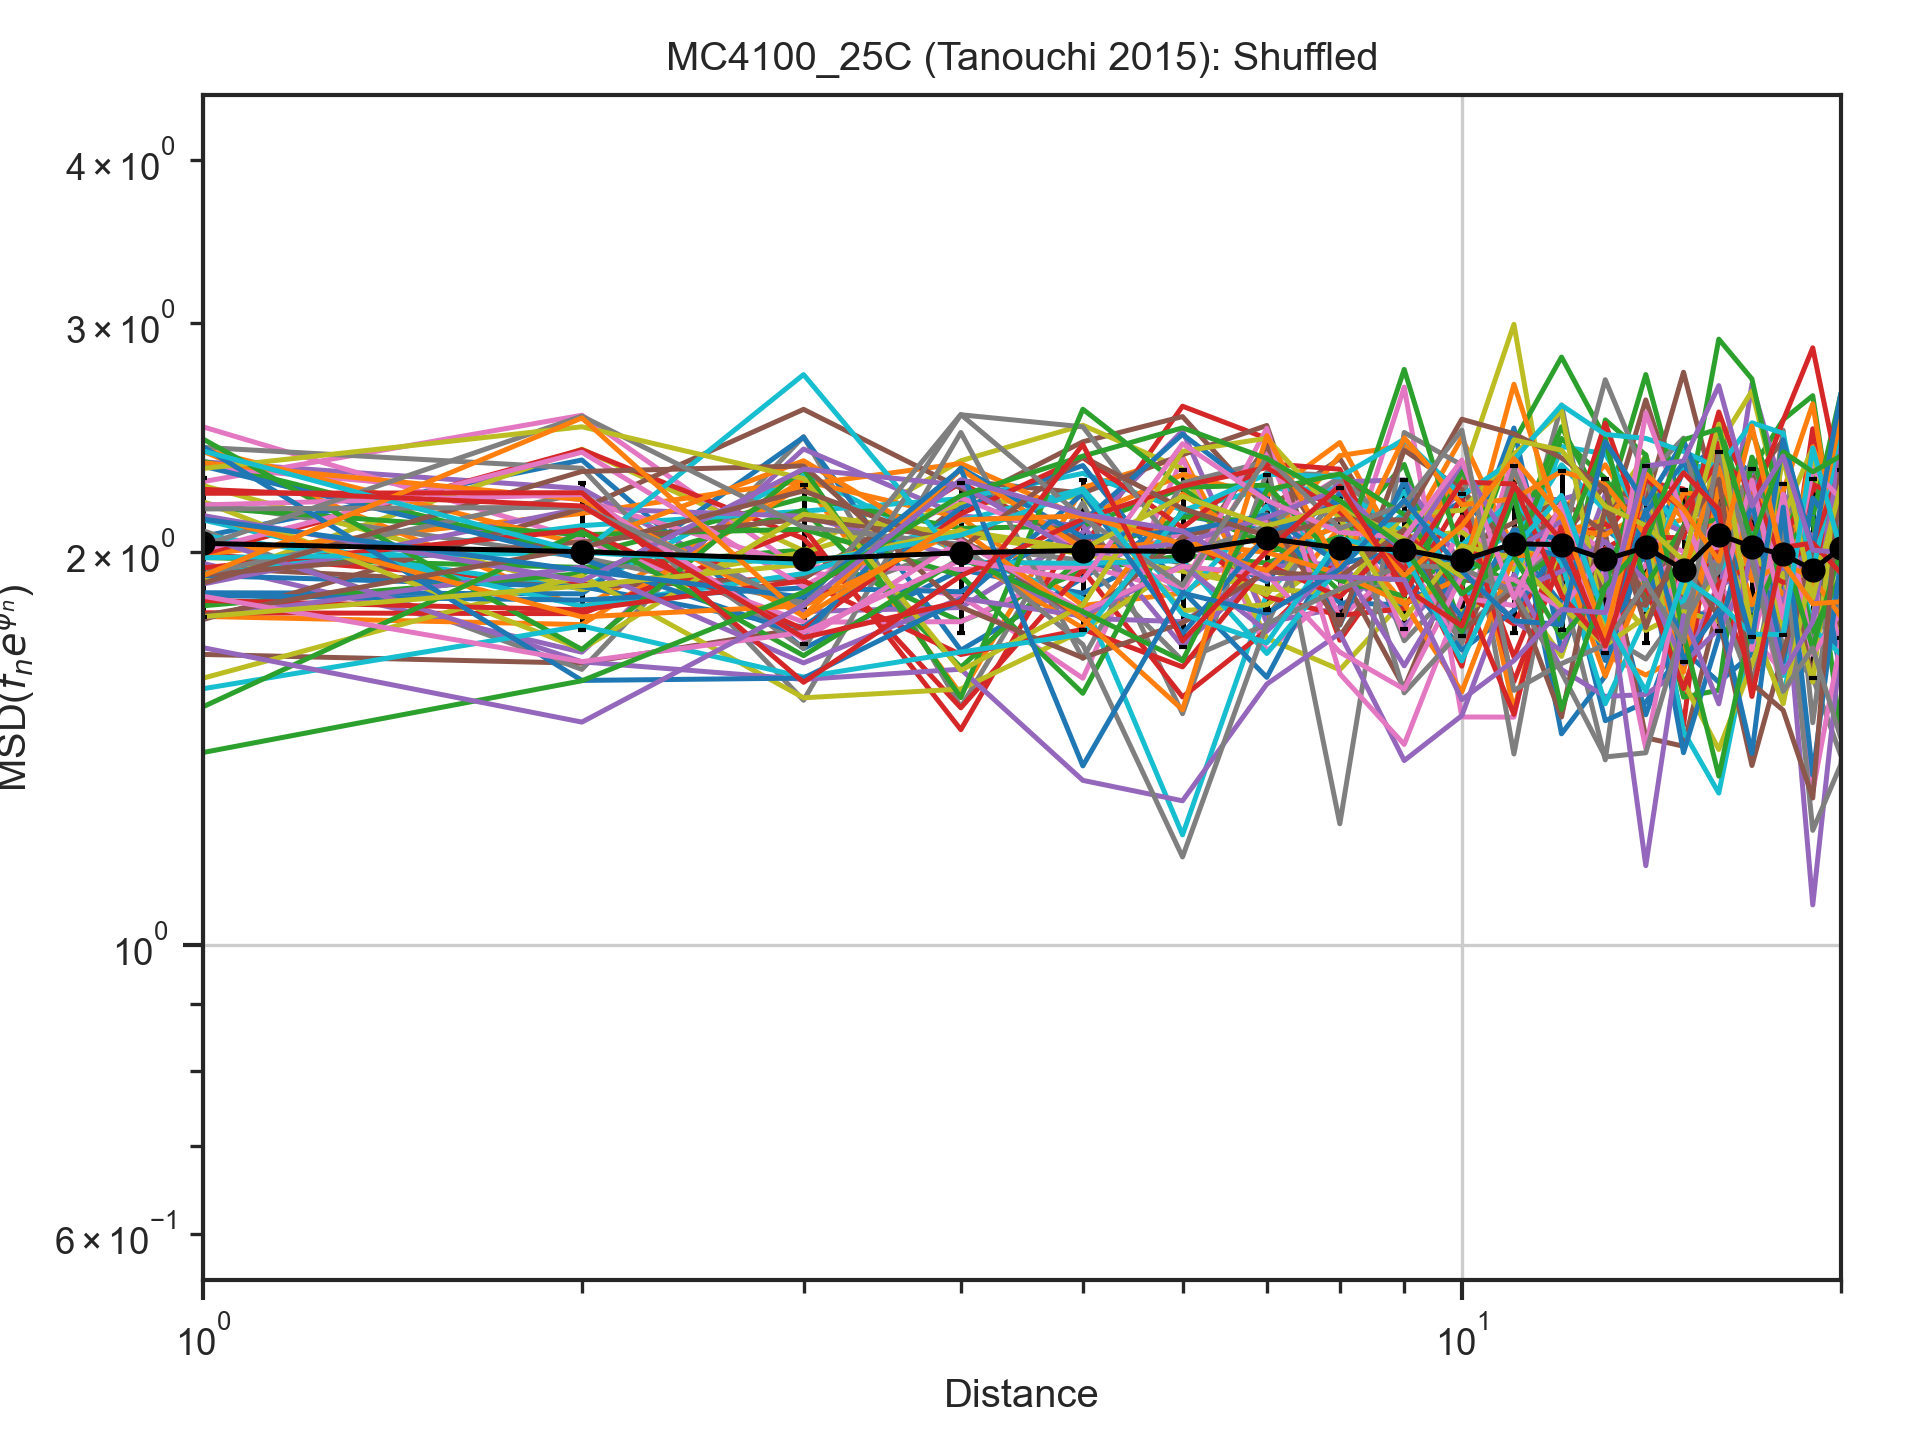 MC4100_25C (Tanouchi 2015): Shuffled
4 × 10⁰
3 × 10⁰
2 × 10⁰
10⁰
6 × 10⁻¹
MSD(fₙe^φₙ)
10⁰ 10¹
Distance